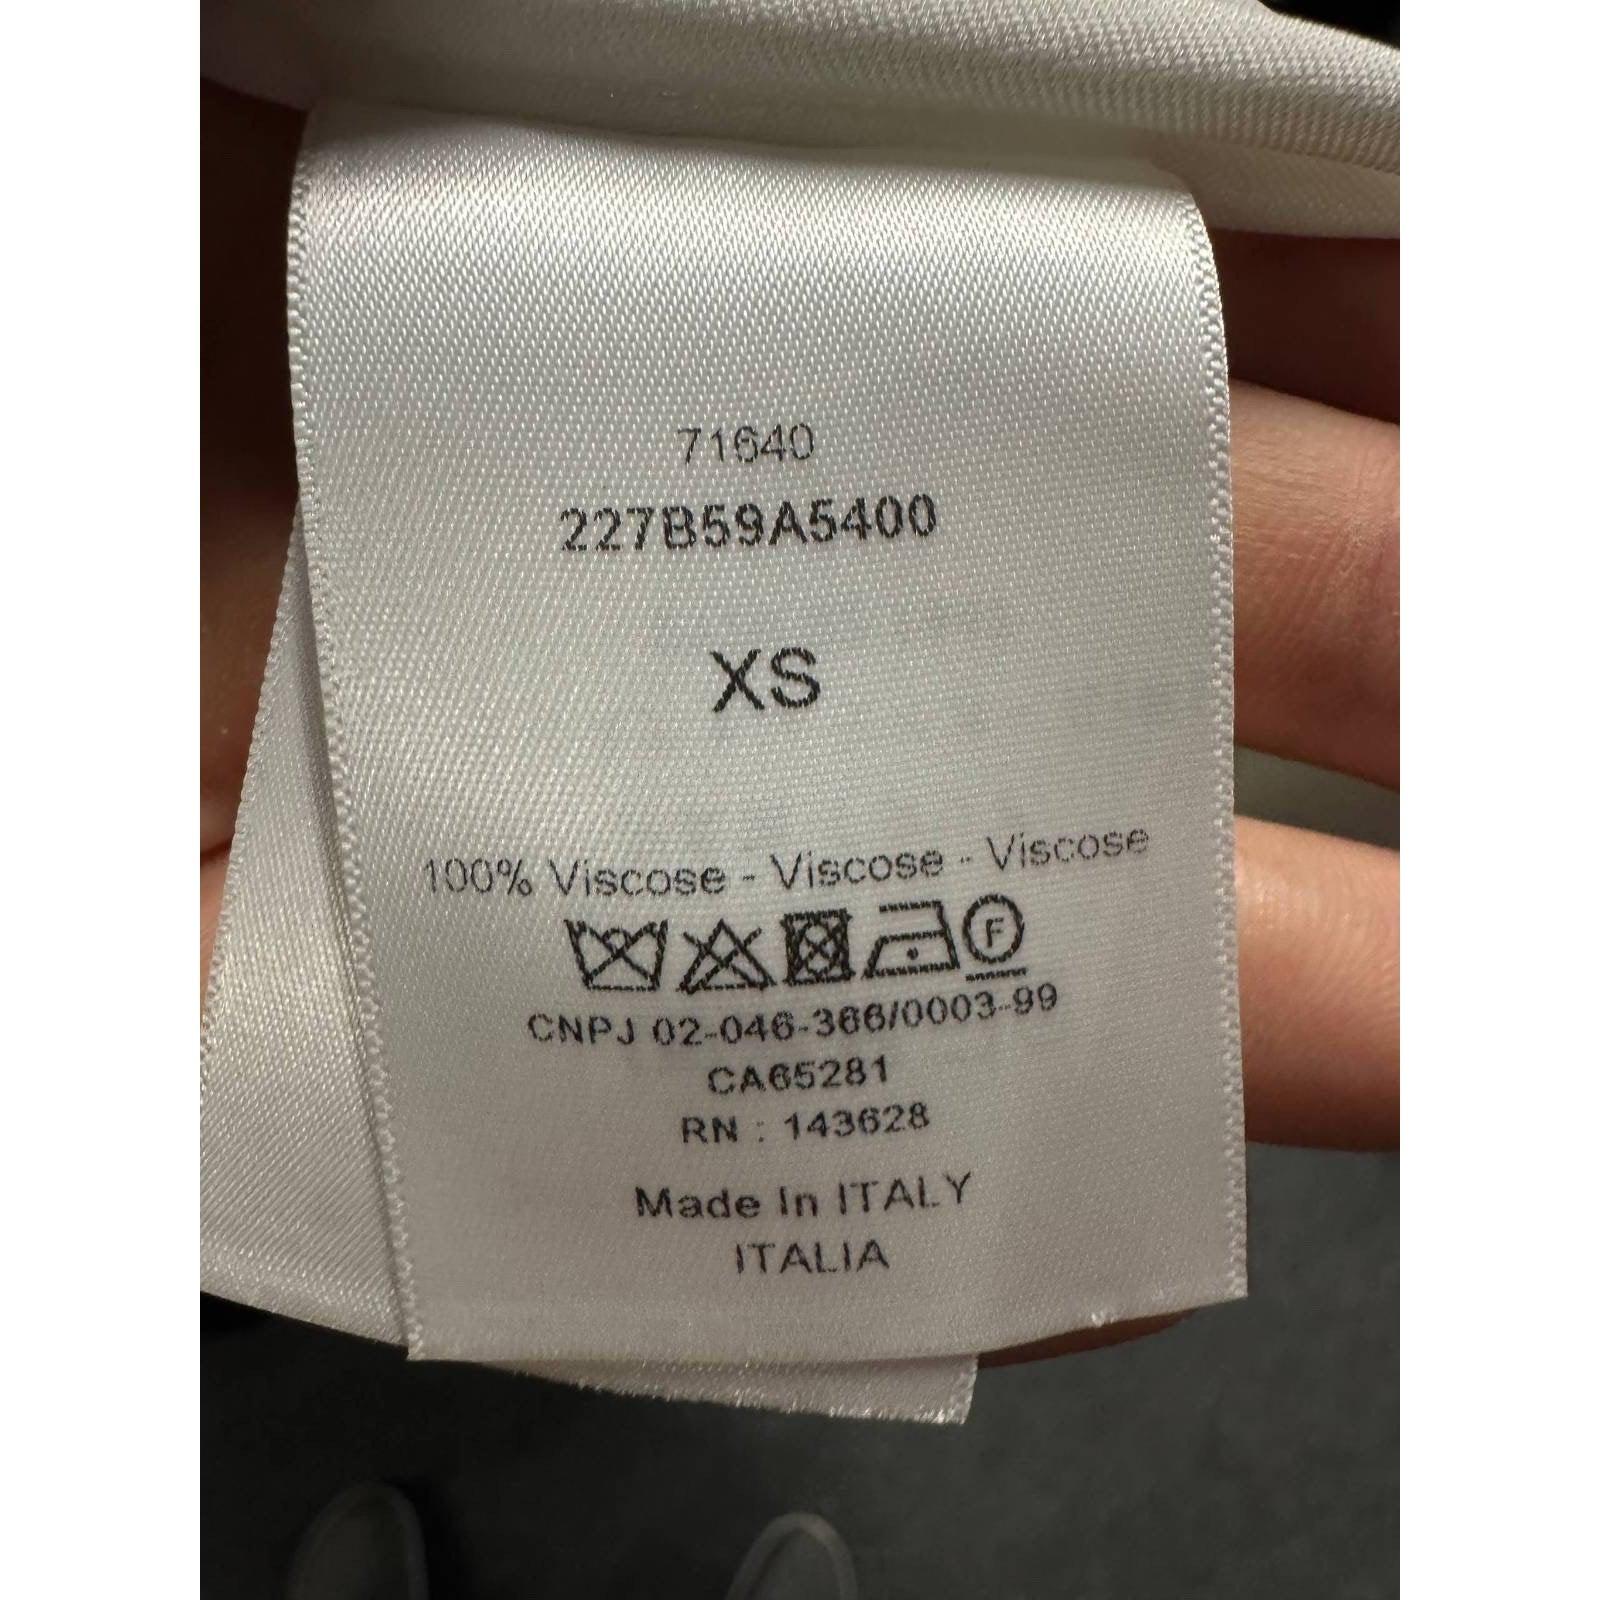 71640
227B59A5400
XS
100% Viscose - Viscose - Viscose
F
CNPJ 02-046-366/0003-99
CA65281
RN : 143628
Made In ITALY
ITALIA